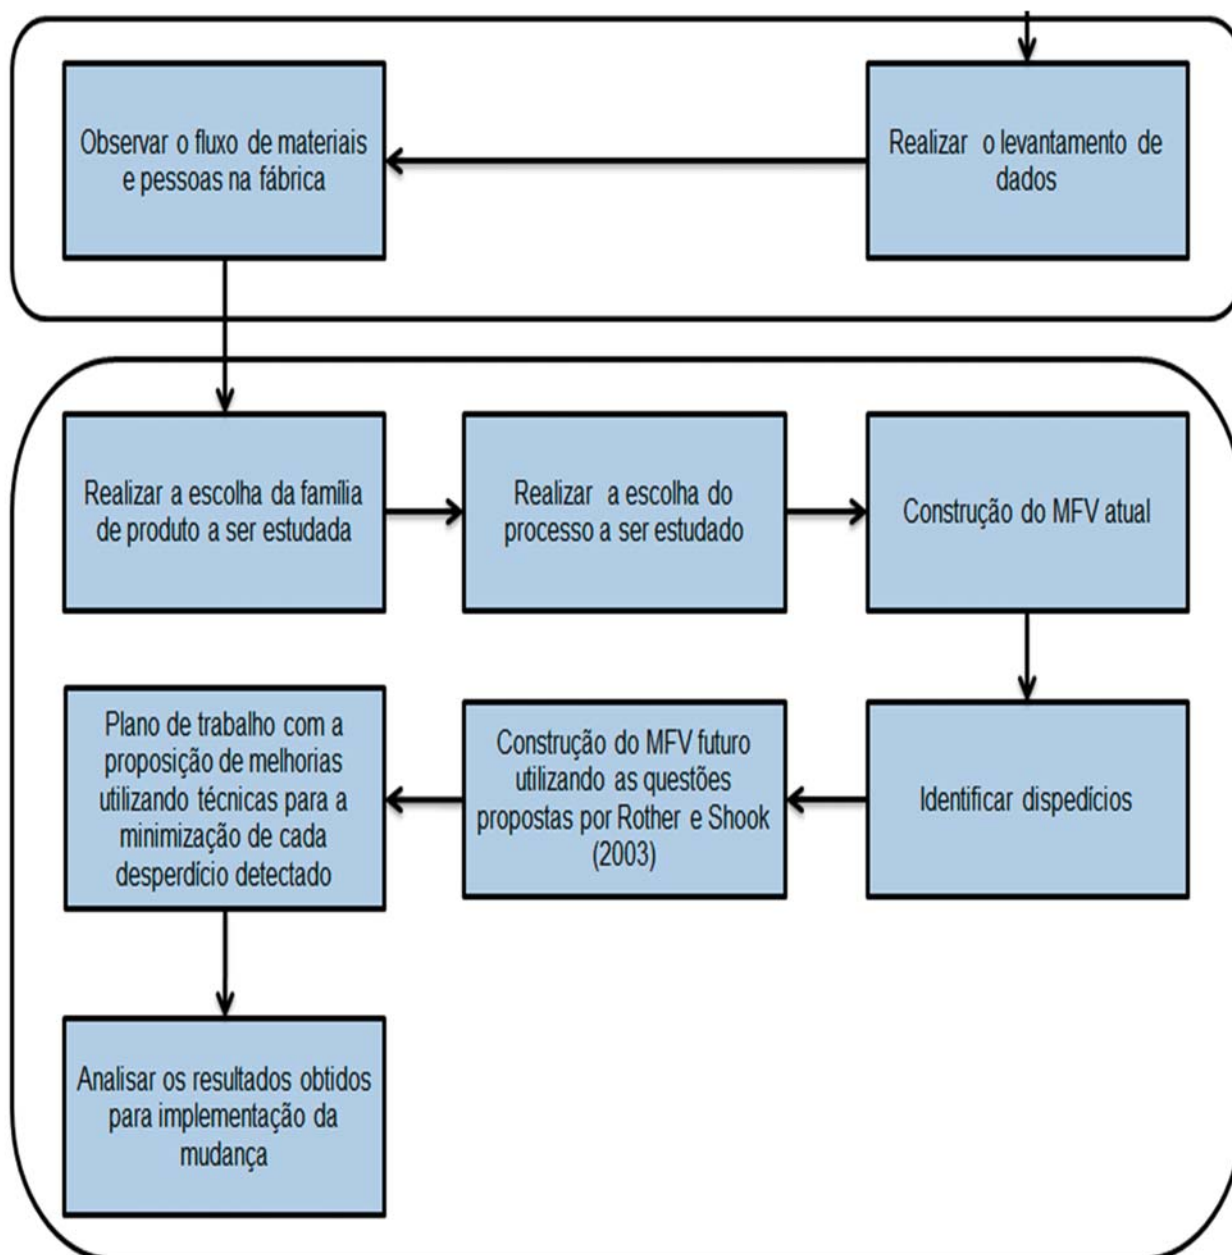 Observar o fluxo de materiais
e pessoas na fábrica
Realizar o levantamento de
dados
Realizar a escolha da família
de produto a ser estudada
Realizar a escolha do
processo a ser estudado
Construção do MFV atual
Plano de trabalho com a
proposição de melhorias
utilizando técnicas para a
minimização de cada
desperdício detectado
Construção do MFV futuro
utilizando as questões
propostas por Rother e Shook
(2003)
Identificar dispedícios
Analisar os resultados obtidos
para implementação da
mudança